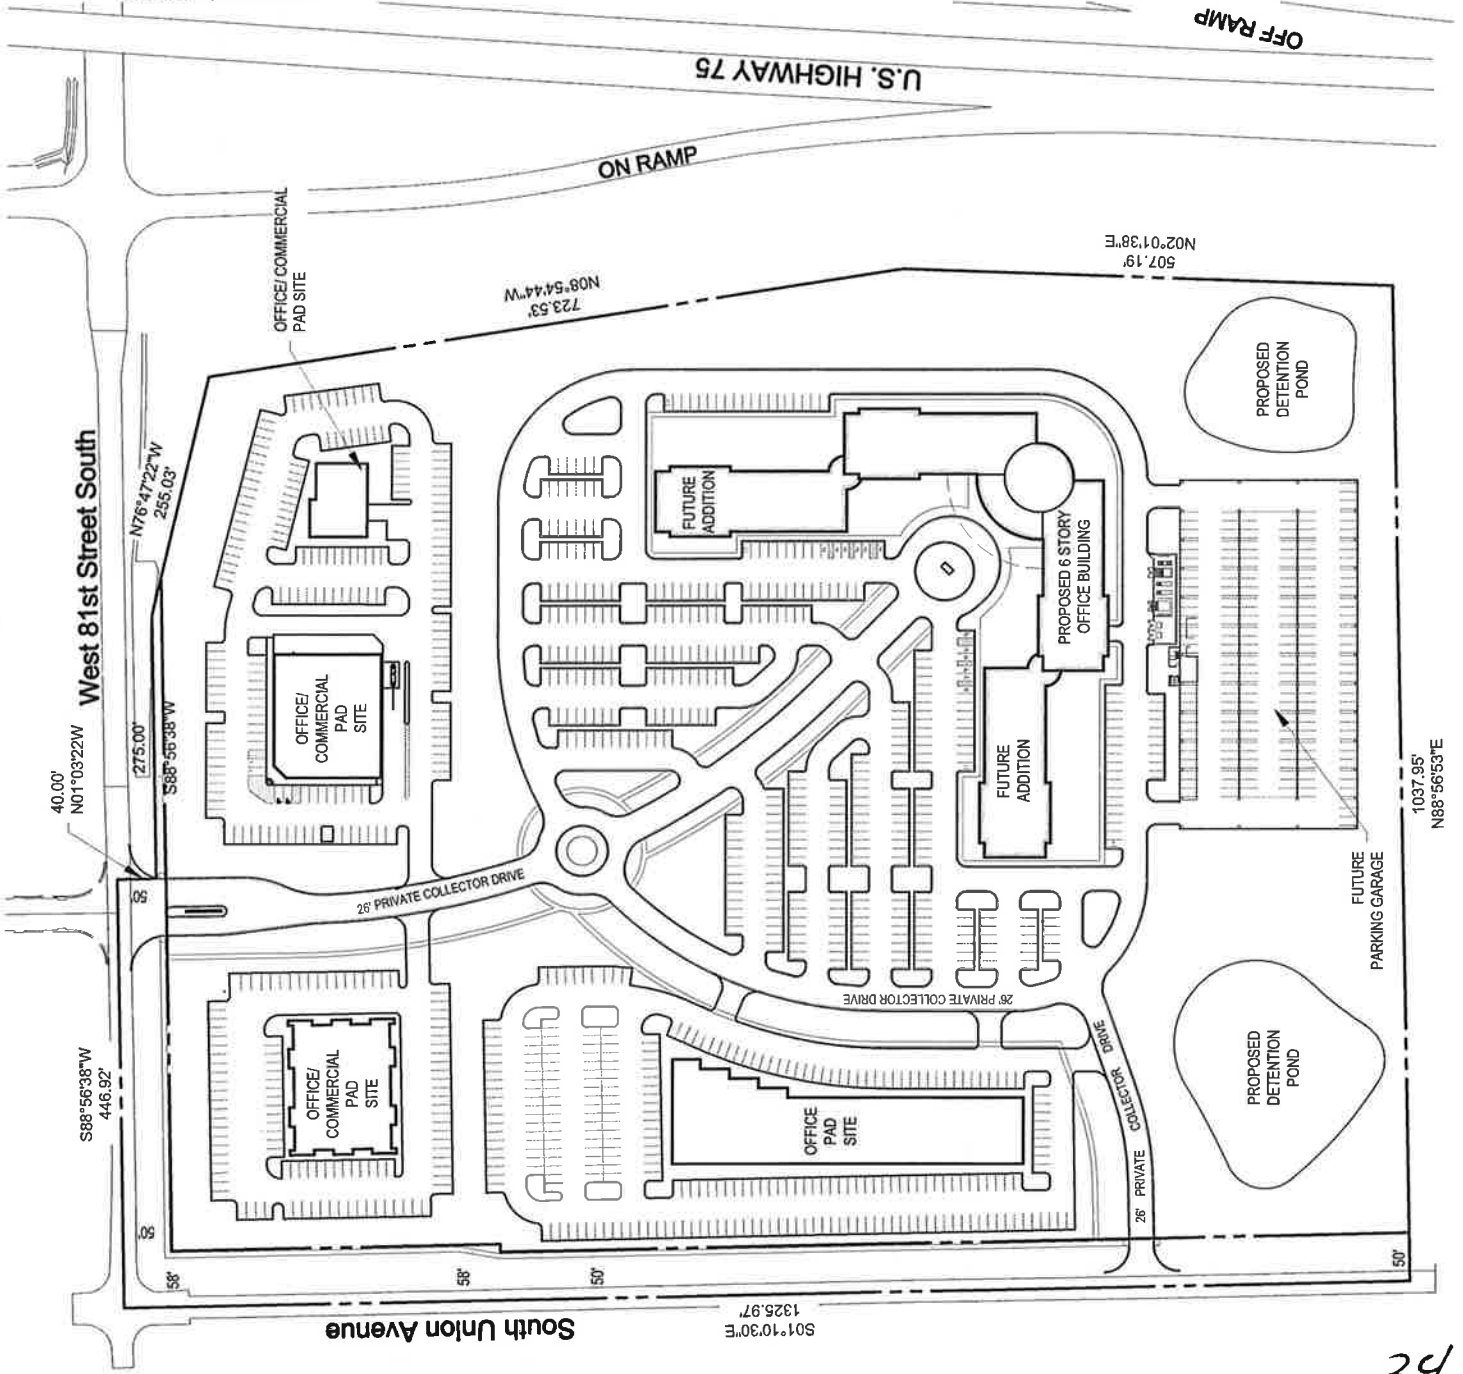 OFF RAMP
U.S. HIGHWAY 75
ON RAMP
OFFICE/ COMMERCIAL
PAD SITE
N02°01'38"E
507.19'
N08°54'44"W
723.53'
West 81st Street South
N76°47'22"W
255.03'
40.00'
N01°03'22W
275.00'
S88°56'38"W
50'
26' PRIVATE COLLECTOR DRIVE
OFFICE/
COMMERCIAL
PAD
SITE
FUTURE
ADDITION
PROPOSED 6 STORY
OFFICE BUILDING
FUTURE
ADDITION
PROPOSED
DETENTION
POND
FUTURE
PARKING GARAGE
1037.95'
N88°56'53"E
S88°56'38"W
446.92'
OFFICE/
COMMERCIAL
PAD
SITE
26' PRIVATE COLLECTOR DRIVE
OFFICE
PAD
SITE
26' PRIVATE COLLECTOR DRIVE
PROPOSED
DETENTION
POND
50'
58'
58'
50'
50'
South Union Avenue
S01°10'30"E
1325.97'